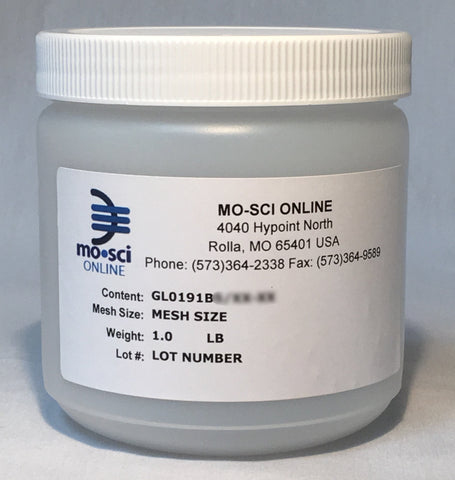 mo•sci
ONLINE
MO-SCI ONLINE
4040 Hypoint North
Rolla, MO 65401 USA
Phone: (573)364-2338 Fax: (573)364-9589
Content: GL0191B
Mesh Size: MESH SIZE
Weight: 1.0 LB
Lot #: LOT NUMBER